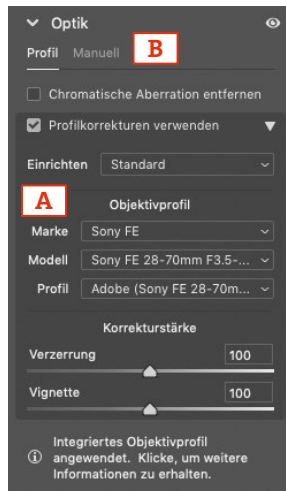 Optik
Profil Manuell B
Chromatische Aberration entfernen
Profilkorrekturen verwenden
Einrichten Standard
A Objektivprofil
Marke Sony FE
Modell Sony FE 28-70mm F3.5-...
Profil Adobe (Sony FE 28-70m...
Korrekturstärke
Verzerrung 100
Vignette 100
Integriertes Objektivprofil
angewendet. Klicke, um weitere
Informationen zu erhalten.